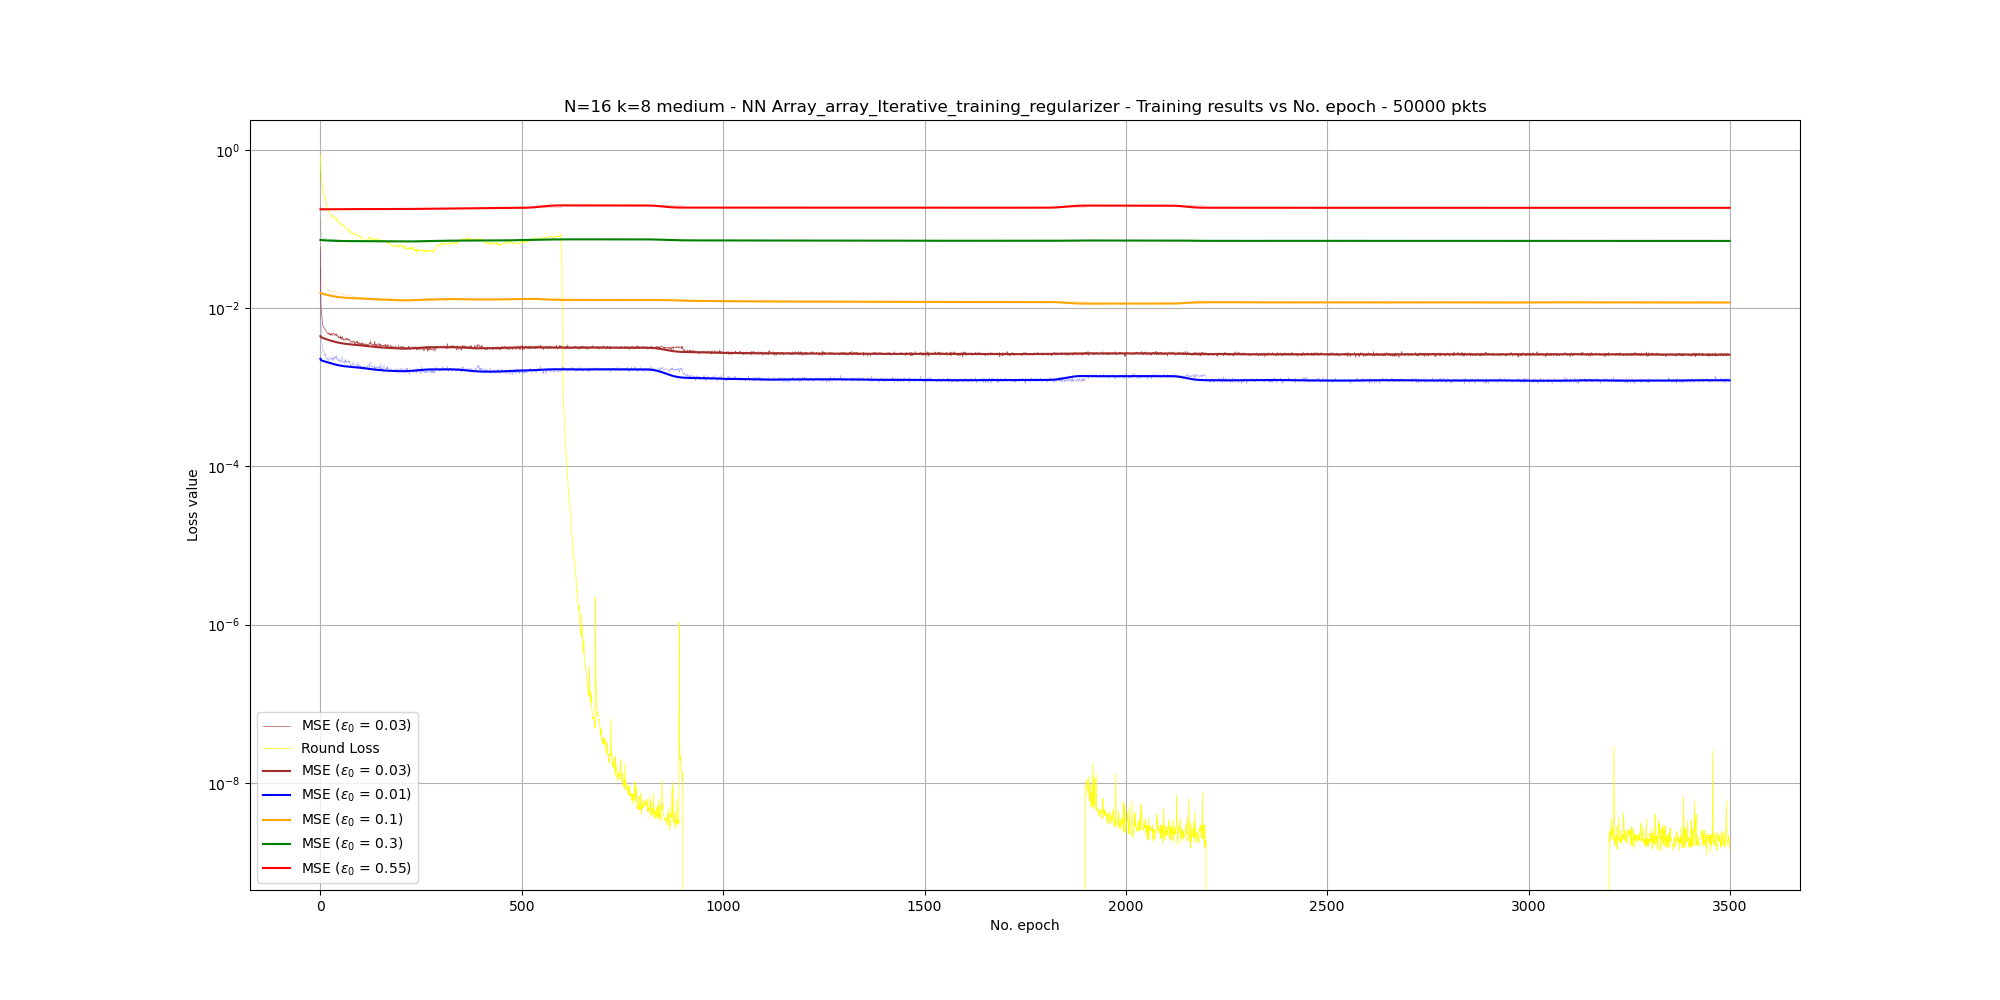 N=16 k=8 medium - NN Array_array_Iterative_training_regularizer - Training results vs No. epoch - 50000 pkts
10⁰
10⁻²
10⁻⁴
10⁻⁶
10⁻⁸
Loss value
MSE (ε₀ = 0.03)
Round Loss
MSE (ε₀ = 0.03)
MSE (ε₀ = 0.01)
MSE (ε₀ = 0.1)
MSE (ε₀ = 0.3)
MSE (ε₀ = 0.55)
0 500 1000 1500 2000 2500 3000 3500
No. epoch